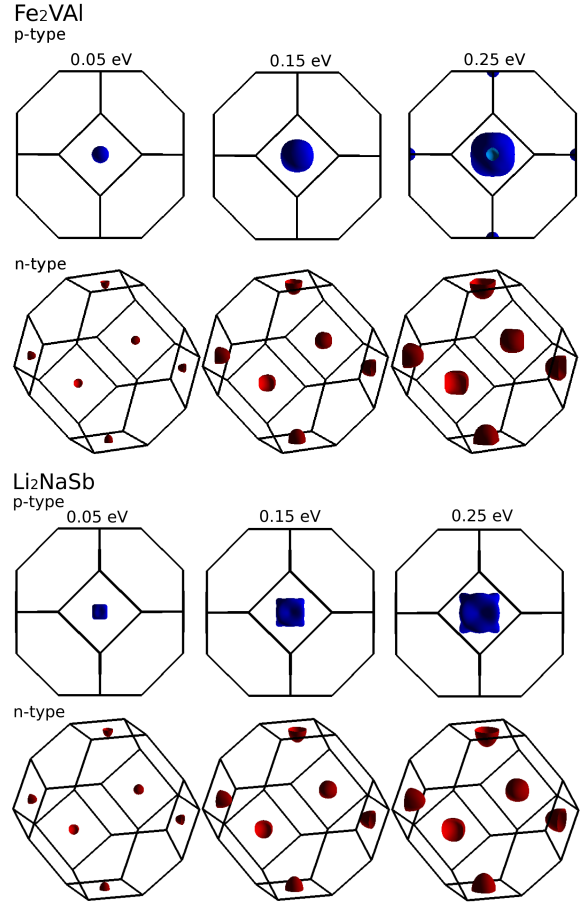 Fe₂VAl
p-type
0.05 eV 0.15 eV 0.25 eV
n-type
Li₂NaSb
p-type
0.05 eV 0.15 eV 0.25 eV
n-type